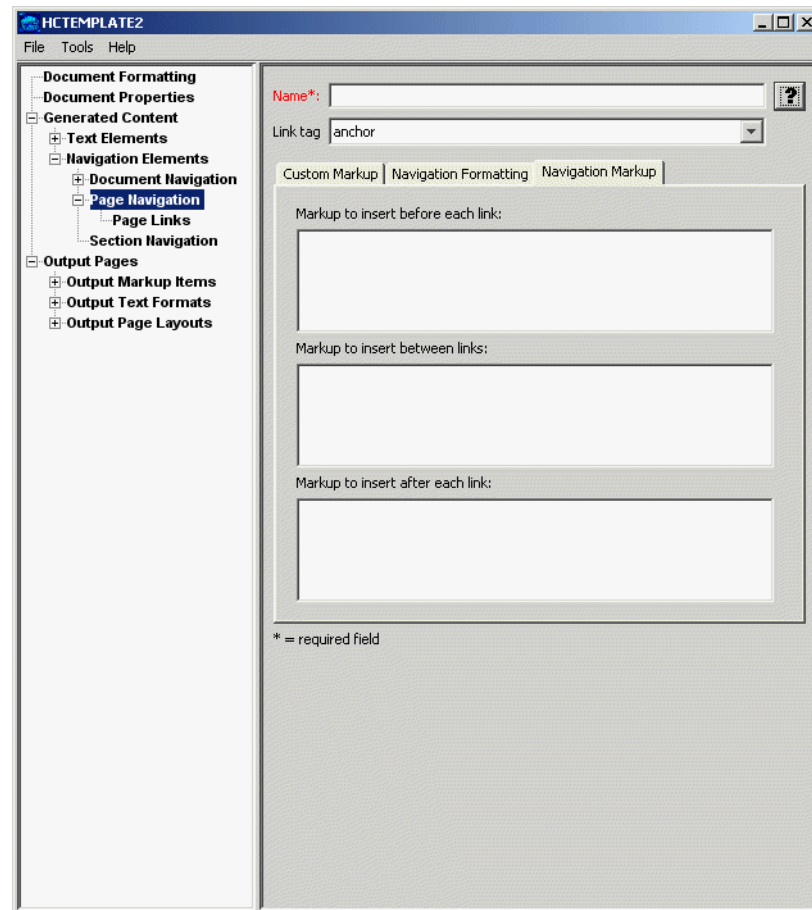 HCTEMPLATE2
File Tools Help
Document Formatting
Document Properties
Generated Content
Text Elements
Navigation Elements
Document Navigation
Page Navigation
Page Links
Section Navigation
Output Pages
Output Markup Items
Output Text Formats
Output Page Layouts
Name*:
?
Link tag anchor
Custom Markup Navigation Formatting Navigation Markup
Markup to insert before each link:
Markup to insert between links:
Markup to insert after each link:
* = required field